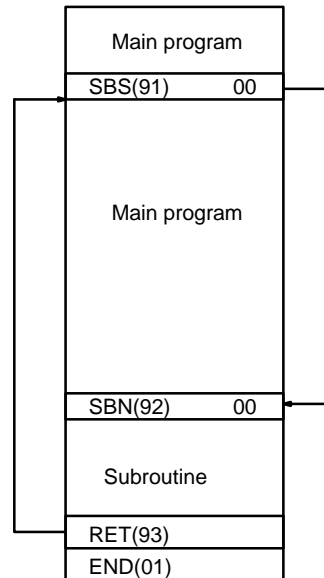 Main program
SBS(91) 00
Main program
SBN(92) 00
Subroutine
RET(93)
END(01)